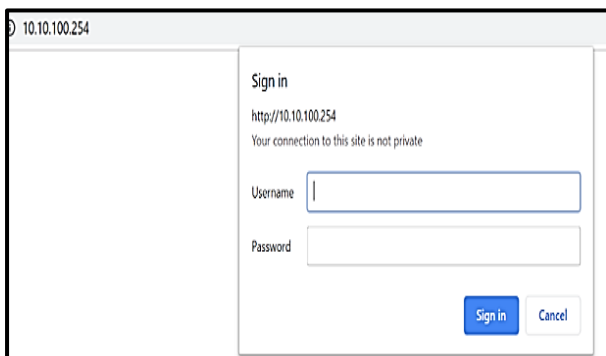 10.10.100.254
Sign in
http://10.10.100.254
Your connection to this site is not private
Username
Password
Sign in Cancel